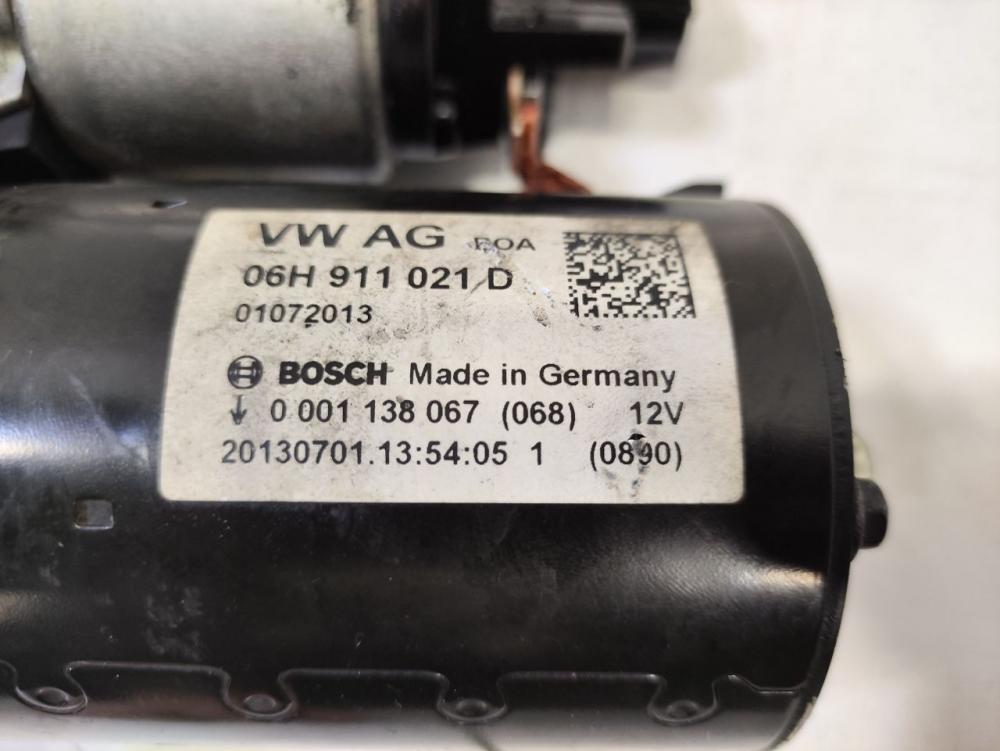 VW AG POA
06H 911 021 D
01072013
BOSCH Made in Germany
0 001 138 067 (068) 12V
20130701.13:54:05 1 (0890)